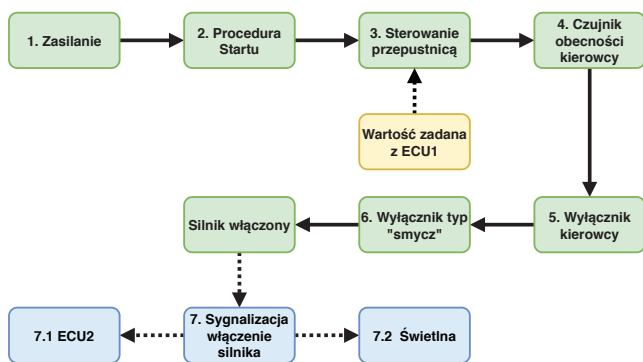 1. Zasilanie
2. Procedura
Startu
3. Sterowanie
przepustnicą
4. Czujnik
obecności
kierowcy
Wartość zadana
z ECU1
5. Wyłącznik
kierowcy
6. Wyłącznik typ
"smycz"
Silnik włączony
7. Sygnalizacja
włączenie
silnika
7.1 ECU2
7.2 Świetlna